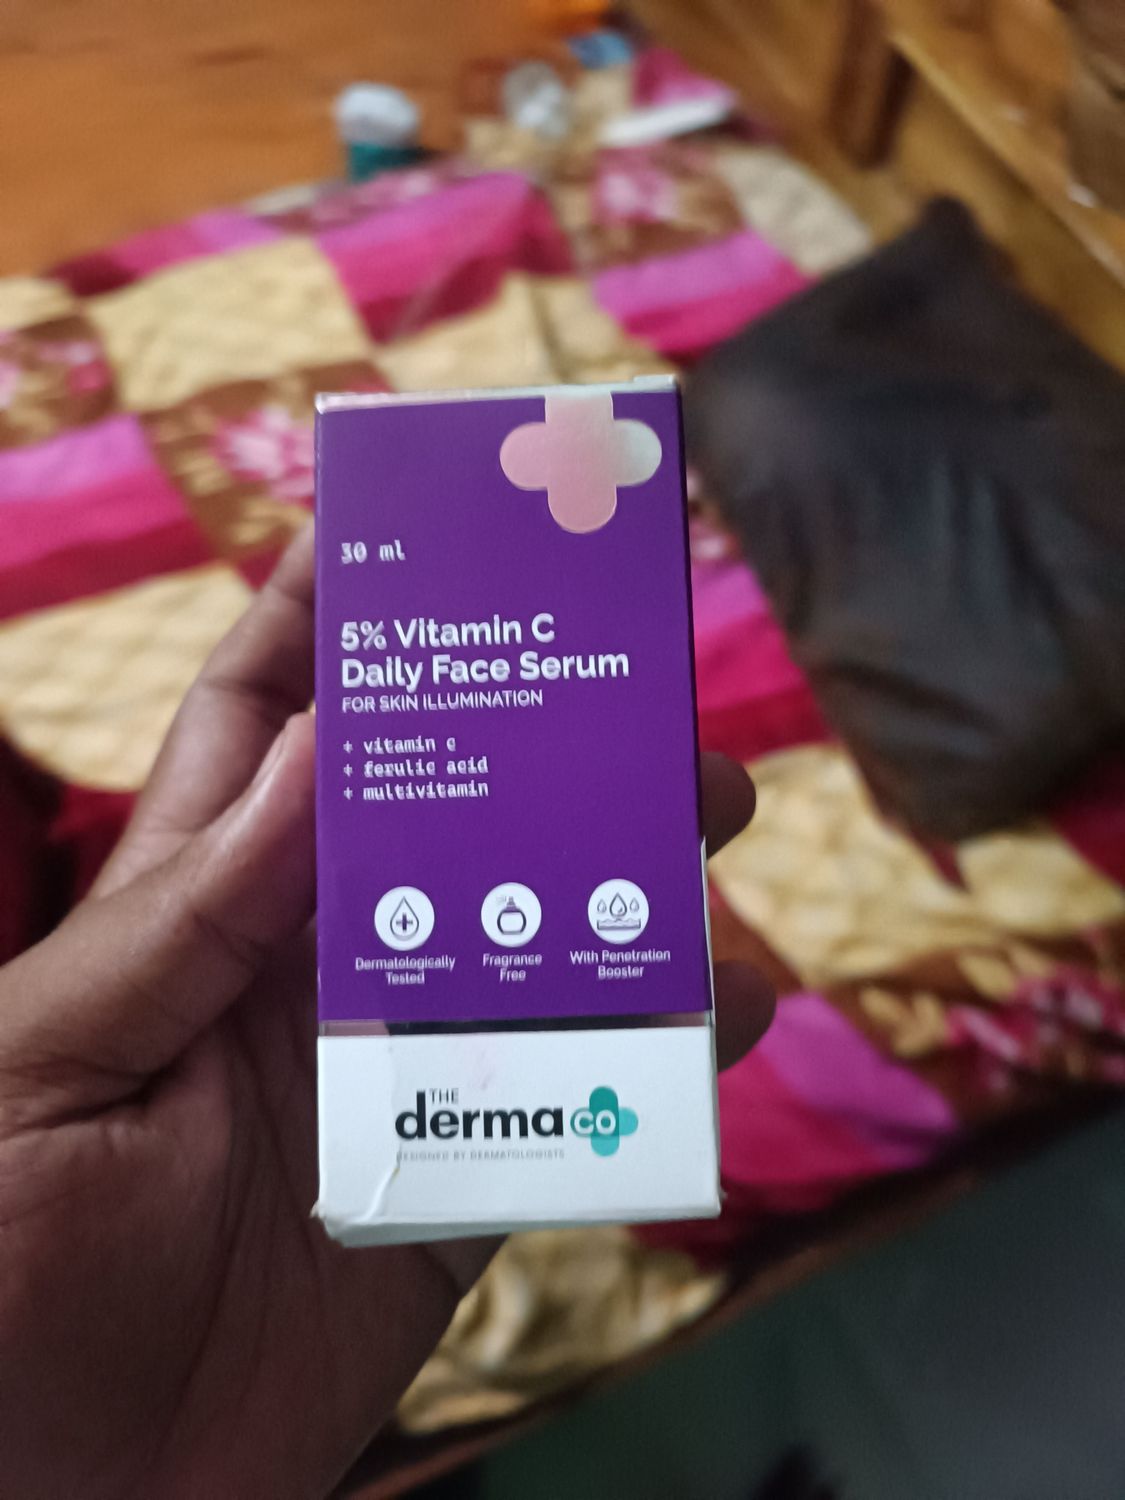 30 ml
5% Vitamin C
Daily Face Serum
FOR SKIN ILLUMINATION
+ vitamin c
+ ferulic acid
+ multivitamin
Dermatologically
Tested
Fragrance
Free
With Penetration
Booster
THE
derma co
DESIGNED BY DERMATOLOGISTS